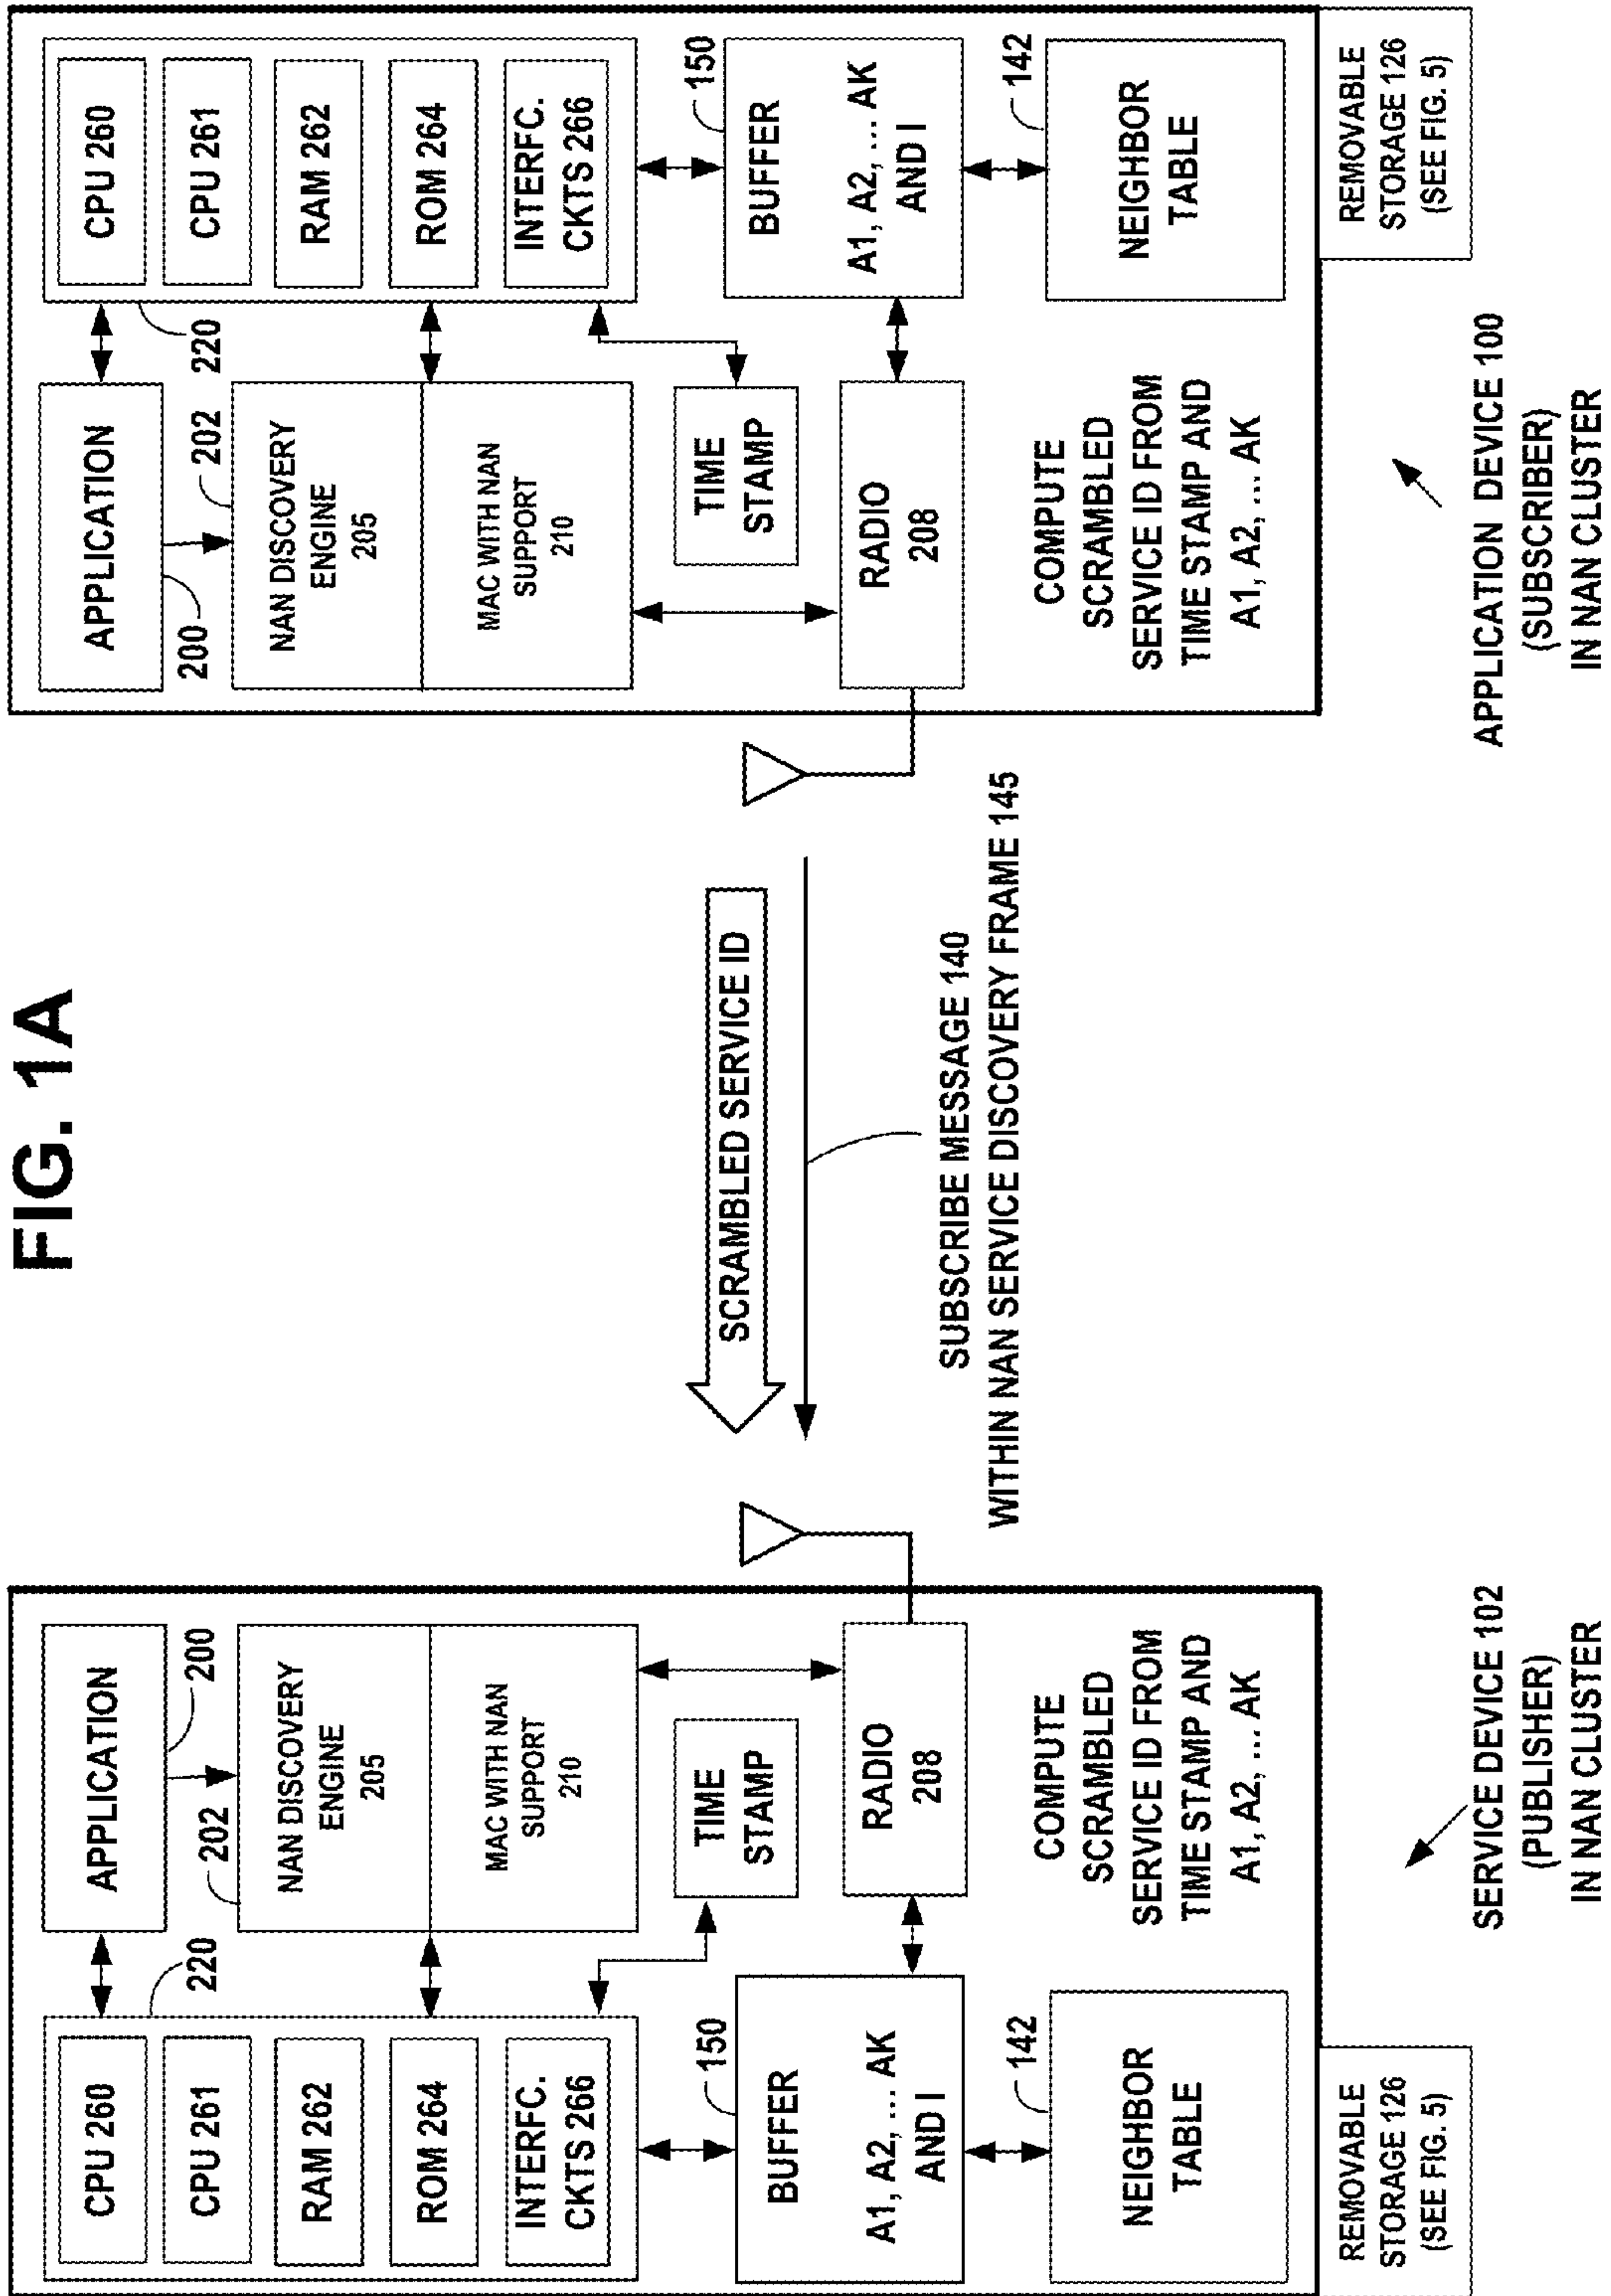 FIG. 1A
CPU 260
CPU 261
RAM 262
ROM 264
INTERFC.
CKTS 266
220
APPLICATION
200
202
NAN DISCOVERY
ENGINE
205
MAC WITH NAN
SUPPORT
210
TIME
STAMP
150
BUFFER
A1, A2, ... AK
AND I
RADIO
208
142
NEIGHBOR
TABLE
COMPUTE
SCRAMBLED
SERVICE ID FROM
TIME STAMP AND
A1, A2, ... AK
REMOVABLE
STORAGE 126
(SEE FIG. 5)
SERVICE DEVICE 102
(PUBLISHER)
IN NAN CLUSTER
SCRAMBLED SERVICE ID
SUBSCRIBE MESSAGE 140
WITHIN NAN SERVICE DISCOVERY FRAME 145
APPLICATION
200
202
220
CPU 260
CPU 261
RAM 262
ROM 264
INTERFC.
CKTS 266
NAN DISCOVERY
ENGINE
205
MAC WITH NAN
SUPPORT
210
TIME
STAMP
150
BUFFER
A1, A2, ... AK
AND I
RADIO
208
142
NEIGHBOR
TABLE
COMPUTE
SCRAMBLED
SERVICE ID FROM
TIME STAMP AND
A1, A2, ... AK
REMOVABLE
STORAGE 126
(SEE FIG. 5)
APPLICATION DEVICE 100
(SUBSCRIBER)
IN NAN CLUSTER